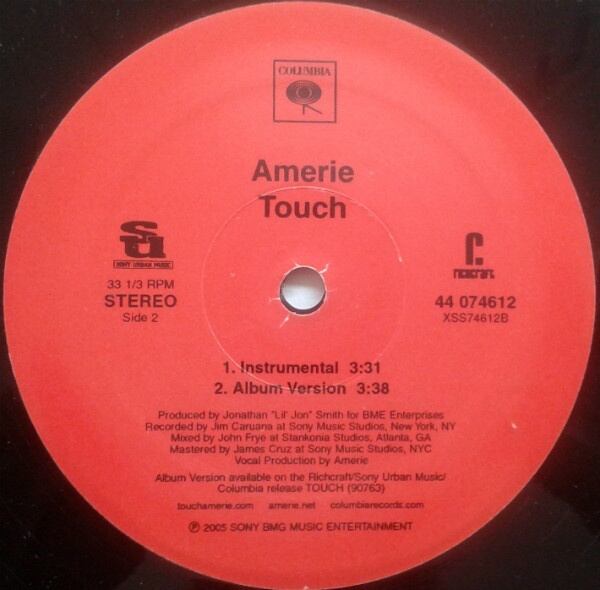 COLUMBIA
Amerie
Touch
SU
SONY URBAN MUSIC
33 1/3 RPM
STEREO
Side 2
r.
richcraft
44 074612
XSS74612B
1. Instrumental 3:31
2. Album Version 3:38
Produced by Jonathan "Lil' Jon" Smith for BME Enterprises
Recorded by Jim Caruana at Sony Music Studios, New York, NY
Mixed by John Frye at Stankonia Studios, Atlanta, GA
Mastered by James Cruz at Sony Music Studios, NYC
Vocal Production by Amerie
Album Version available on the Richcraft/Sony Urban Music/
Columbia release TOUCH (90763)
touchamerie.com amerie.net columbiarecords.com
℗ 2005 SONY BMG MUSIC ENTERTAINMENT